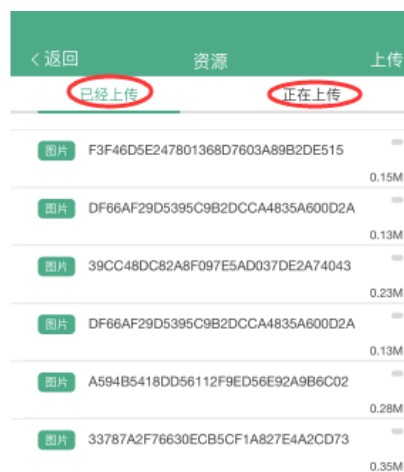 返回 资源 上传
已经上传 正在上传
图片 F3F46D5E247801368D7603A89B2DE515
0.15M
图片 DF66AF29D5395C9B2DCCA4835A600D2A
0.13M
图片 39CC48DC82A8F097E5AD037DE2A74043
0.23M
图片 DF66AF29D5395C9B2DCCA4835A600D2A
0.13M
图片 A594B5418DD56112F9ED56E92A9B6C02
0.28M
图片 33787A2F76630ECB5CF1A827E4A2CD73
0.35M